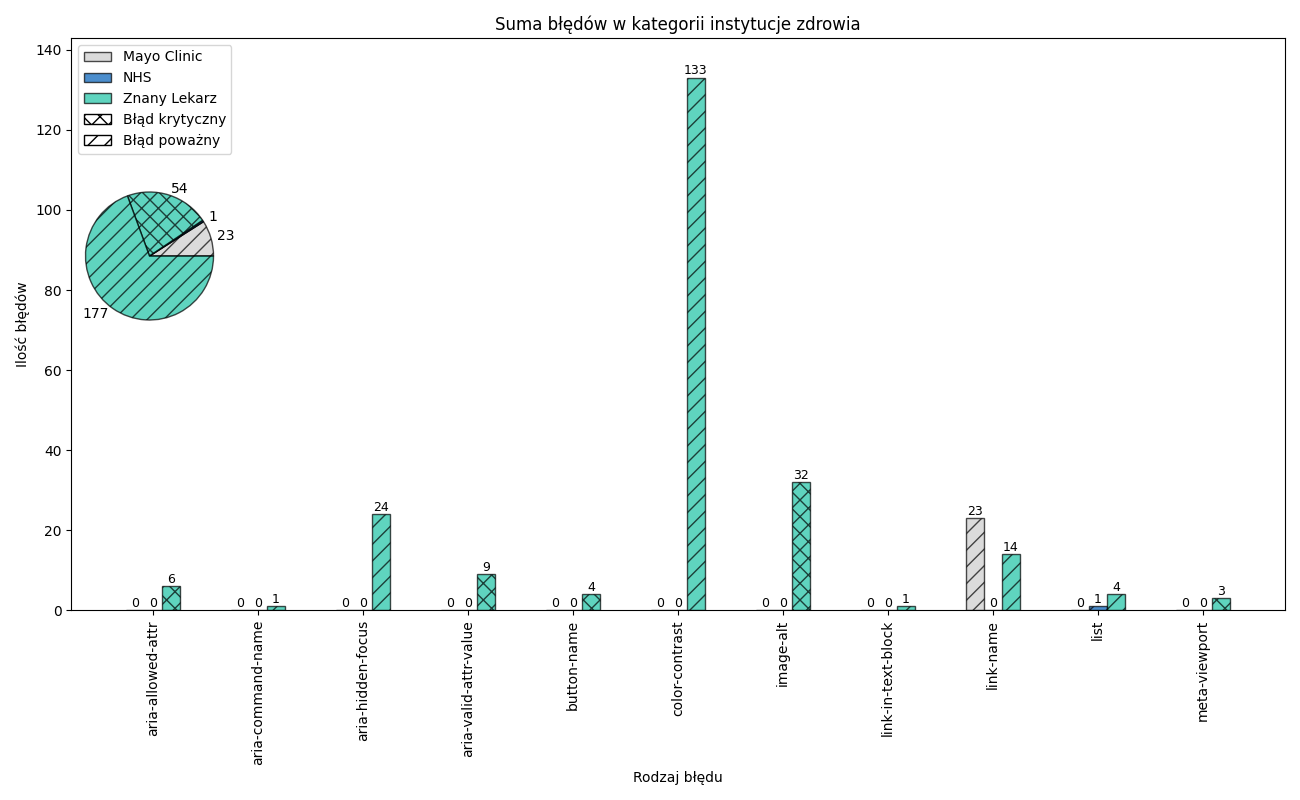 Suma błędów w kategorii instytucje zdrowia
Ilość błędów
140
120
100
80
60
40
20
0
Mayo Clinic
NHS
Znany Lekarz
Błąd krytyczny
Błąd poważny
54
1
23
177
0 0 6
0 0 1
0 0 24
0 0 9
0 0 4
0 0 133
0 0 32
0 0 1
23 0 14
0 1 4
0 0 3
aria-allowed-attr
aria-command-name
aria-hidden-focus
aria-valid-attr-value
button-name
color-contrast
image-alt
link-in-text-block
link-name
list
meta-viewport
Rodzaj błędu